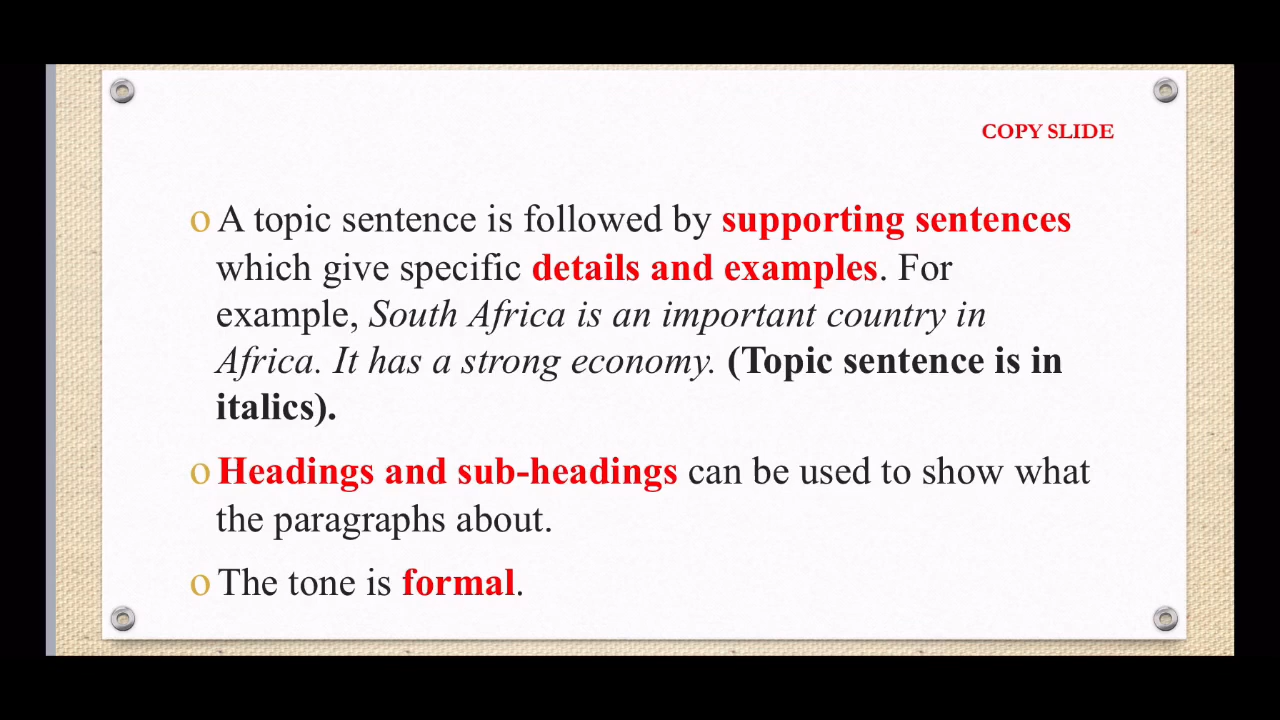 COPY SLIDE
o A topic sentence is followed by supporting sentences
which give specific details and examples. For
example, South Africa is an important country in
Africa. It has a strong economy. (Topic sentence is in
italics).
o Headings and sub-headings can be used to show what
the paragraphs about.
o The tone is formal.